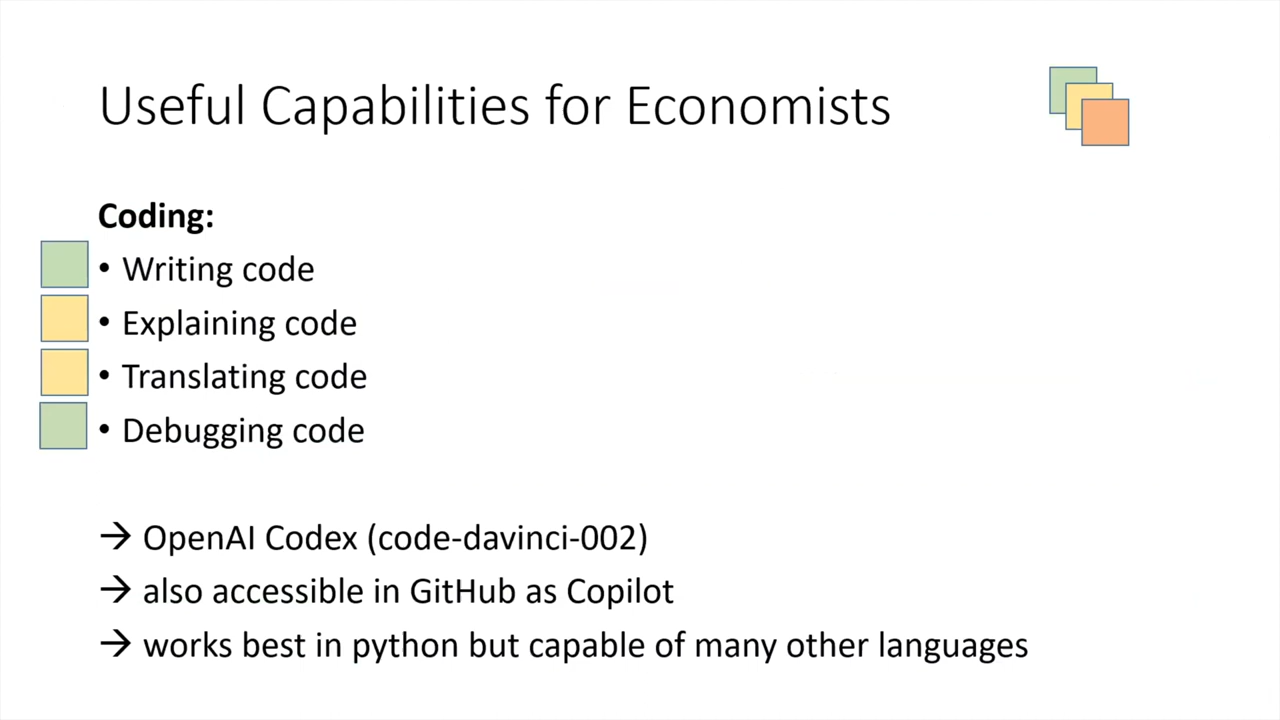 Useful Capabilities for Economists
Coding:
• Writing code
• Explaining code
• Translating code
• Debugging code
→ OpenAI Codex (code-davinci-002)
→ also accessible in GitHub as Copilot
→ works best in python but capable of many other languages